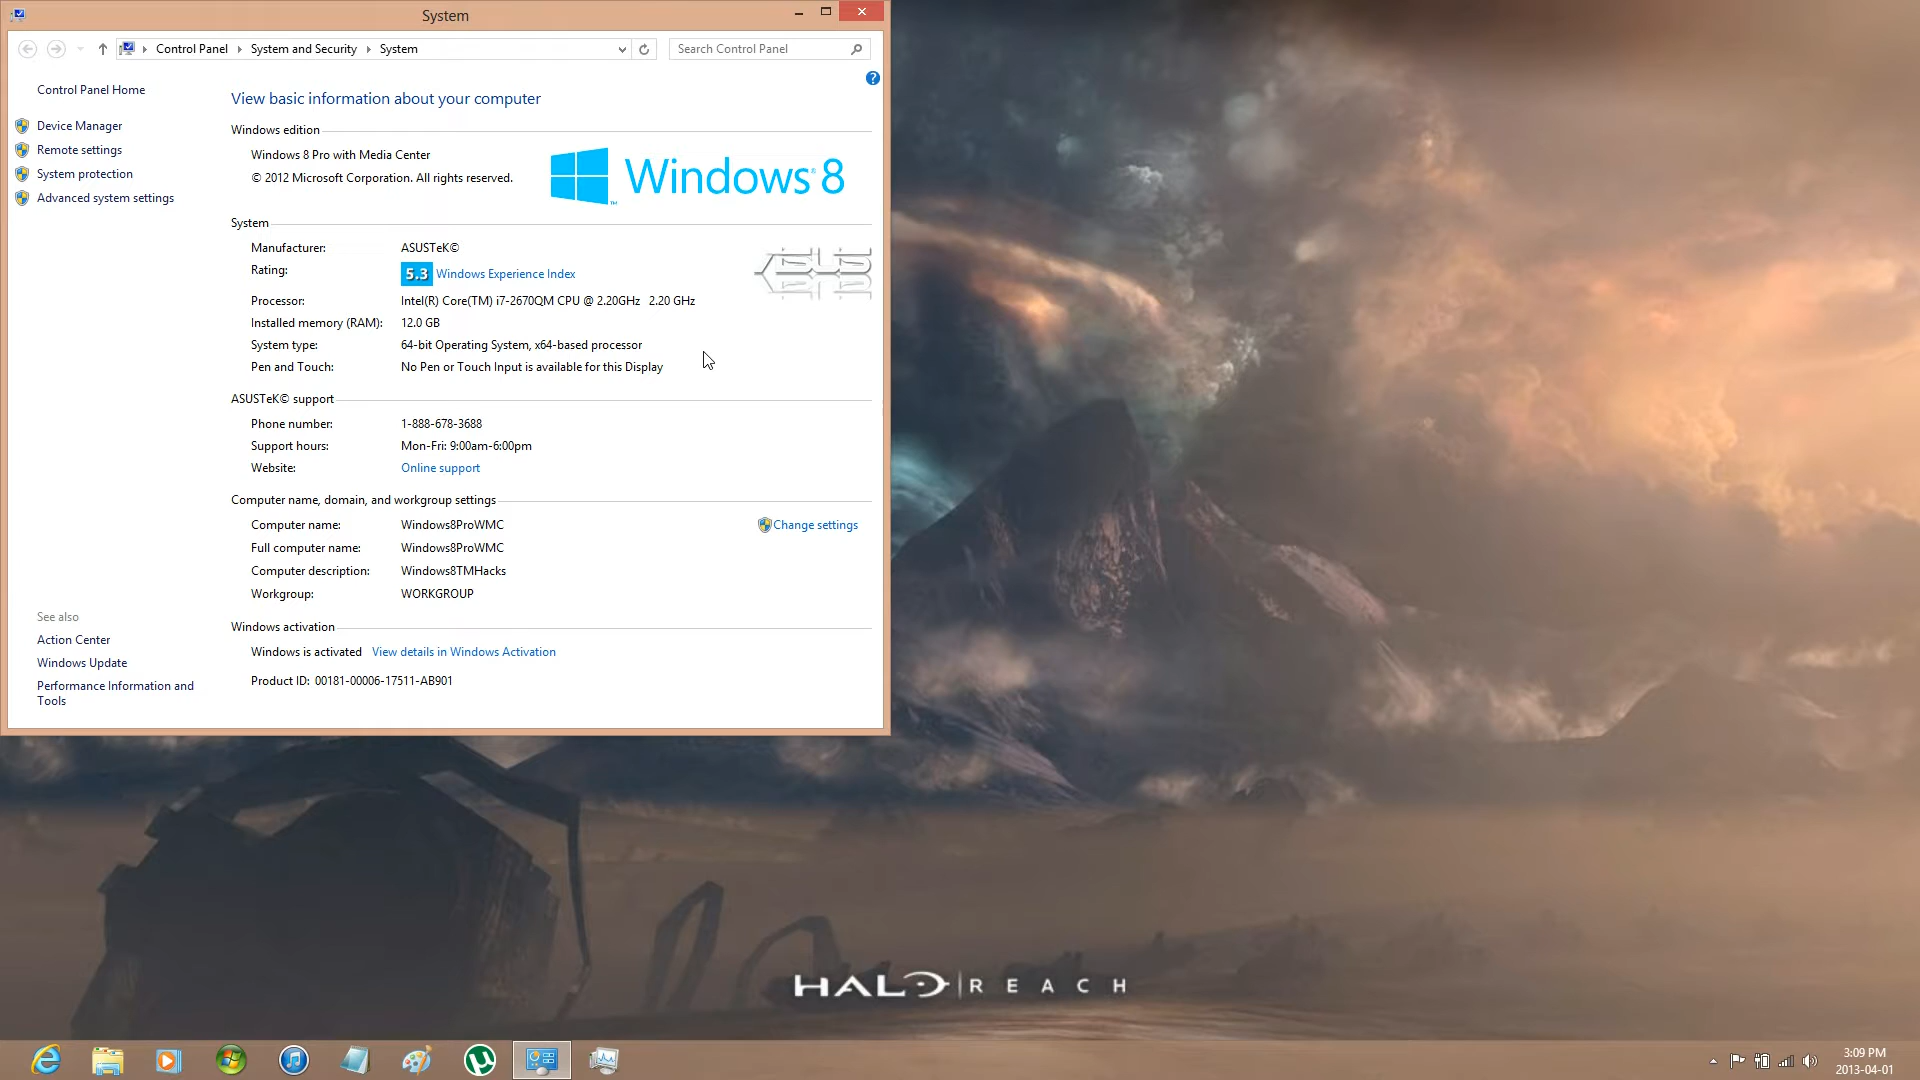 System
Control Panel System and Security System
Search Control Panel
Control Panel Home
Device Manager
Remote settings
System protection
Advanced system settings
View basic information about your computer
Windows edition
Windows 8 Pro with Media Center
© 2012 Microsoft Corporation. All rights reserved.
Windows® 8
System
Manufacturer: ASUSTeK©
Rating: 5.3 Windows Experience Index
ASUS
Processor: Intel(R) Core(TM) i7-2670QM CPU @ 2.20GHz 2.20 GHz
Installed memory (RAM): 12.0 GB
System type: 64-bit Operating System, x64-based processor
Pen and Touch: No Pen or Touch Input is available for this Display
ASUSTeK© support
Phone number: 1-888-678-3688
Support hours: Mon-Fri: 9:00am-6:00pm
Website: Online support
Computer name, domain, and workgroup settings
Computer name: Windows8ProWMC Change settings
Full computer name: Windows8ProWMC
Computer description: Windows8TMHacks
Workgroup: WORKGROUP
Windows activation
Windows is activated View details in Windows Activation
Product ID: 00181-00006-17511-AB901
See also
Action Center
Windows Update
Performance Information and
Tools
HALO REACH
3:09 PM
2013-04-01